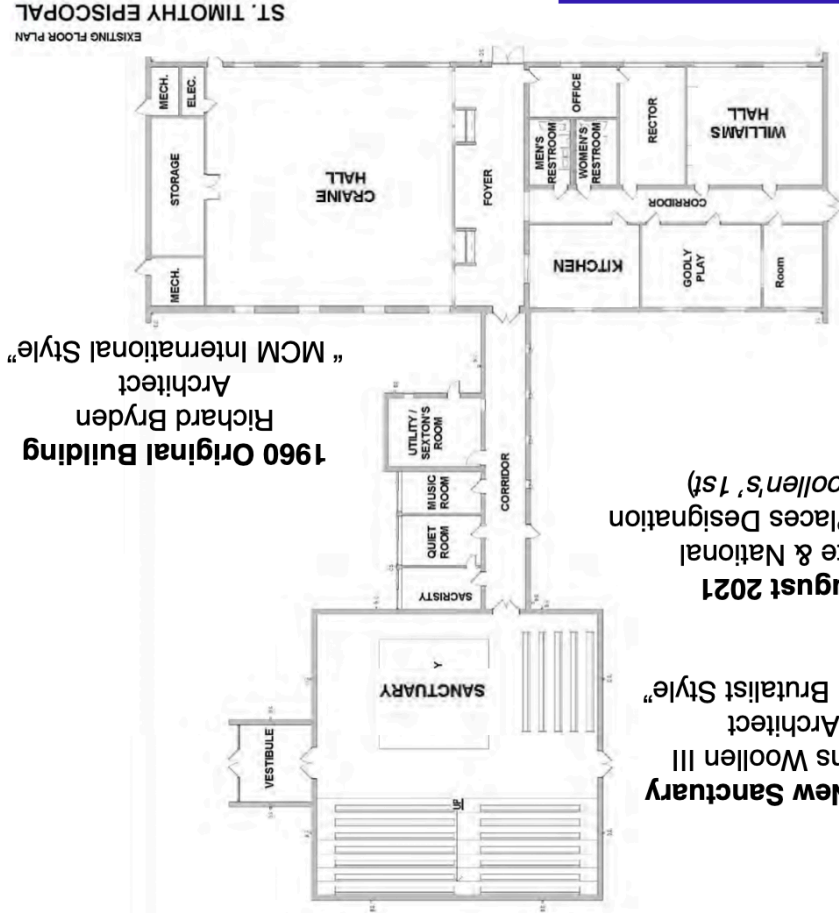 UP
New Sanctuary
ns Woollen III
Architect
Brutalist Style"
VESTIBULE
SANCTUARY
Y
ugust 2021
te & National
laces Designation
oollen's, 1st)
SACRISTY
QUIET
ROOM
MUSIC
ROOM
CORRIDOR
UTILITY /
SEXTON'S
ROOM
1960 Original Building
Richard Bryden
Architect
" MCM International Style"
Room
GODLY
PLAY
KITCHEN
CORRIDOR
WILLIAMS
HALL
RECTOR
WOMEN'S
RESTROOM
MEN'S
RESTROOM
OFFICE
FOYER
CRAINE
HALL
MECH.
STORAGE
ELEC.
MECH.
EXISTING FLOOR PLAN
ST. TIMOTHY EPISCOPAL